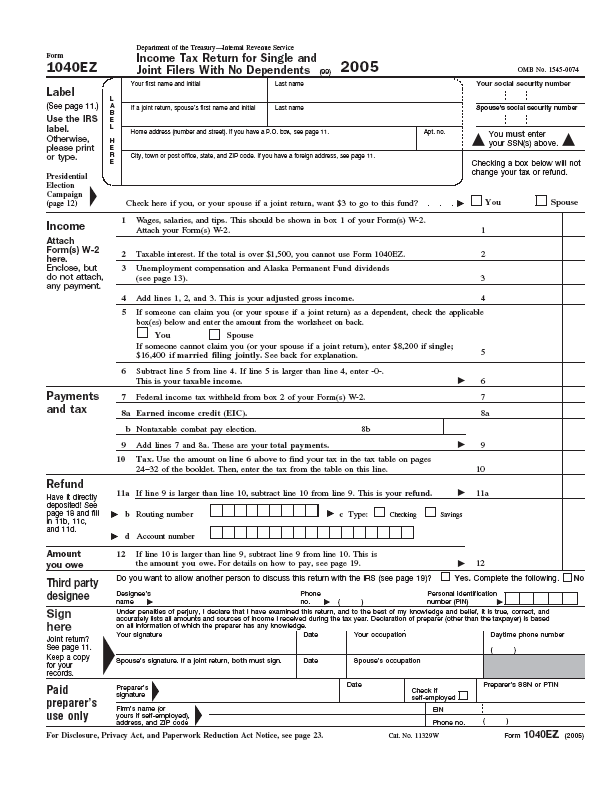 Form
1040EZ
Department of the Treasury—Internal Revenue Service
Income Tax Return for Single and
Joint Filers With No Dependents (99) 2005
OMB No. 1545-0074
Label
(See page 11.)
Use the IRS
label.
Otherwise,
please print
or type.
Presidential
Election
Campaign
(page 12)
LABEL HERE
Your first name and initial
Last name
If a joint return, spouse's first name and initial
Last name
Home address (number and street). If you have a P.O. box, see page 11.
Apt. no.
City, town or post office, state, and ZIP code. If you have a foreign address, see page 11.
Your social security number
Spouse's social security number
You must enter
your SSN(s) above.
Checking a box below will not
change your tax or refund.
Check here if you, or your spouse if a joint return, want $3 to go to this fund? . . . You Spouse
Income
Attach
Form(s) W-2
here.
Enclose, but
do not attach,
any payment.
1 Wages, salaries, and tips. This should be shown in box 1 of your Form(s) W-2.
Attach your Form(s) W-2. 1
2 Taxable interest. If the total is over $1,500, you cannot use Form 1040EZ. 2
3 Unemployment compensation and Alaska Permanent Fund dividends
(see page 13). 3
4 Add lines 1, 2, and 3. This is your adjusted gross income. 4
5 If someone can claim you (or your spouse if a joint return) as a dependent, check the applicable
box(es) below and enter the amount from the worksheet on back.
You Spouse
If someone cannot claim you (or your spouse if a joint return), enter $8,200 if single;
$16,400 if married filing jointly. See back for explanation. 5
6 Subtract line 5 from line 4. If line 5 is larger than line 4, enter -0-.
This is your taxable income. 6
Payments
and tax
7 Federal income tax withheld from box 2 of your Form(s) W-2. 7
8a Earned income credit (EIC). 8a
b Nontaxable combat pay election. 8b
9 Add lines 7 and 8a. These are your total payments. 9
10 Tax. Use the amount on line 6 above to find your tax in the tax table on pages
24–32 of the booklet. Then, enter the tax from the table on this line. 10
Refund
Have it directly
deposited! See
page 18 and fill
in 11b, 11c,
and 11d.
11a If line 9 is larger than line 10, subtract line 10 from line 9. This is your refund. 11a
b Routing number c Type: Checking Savings
d Account number
Amount
you owe
12 If line 10 is larger than line 9, subtract line 9 from line 10. This is
the amount you owe. For details on how to pay, see page 19. 12
Third party
designee
Do you want to allow another person to discuss this return with the IRS (see page 19)? Yes. Complete the following. No
Designee's
name
Phone
no. ( )
Personal identification
number (PIN)
Sign
here
Joint return?
See page 11.
Keep a copy
for your
records.
Under penalties of perjury, I declare that I have examined this return, and to the best of my knowledge and belief, it is true, correct, and
accurately lists all amounts and sources of income I received during the tax year. Declaration of preparer (other than the taxpayer) is based
on all information of which the preparer has any knowledge.
Your signature
Date
Your occupation
Daytime phone number
( )
Spouse's signature. If a joint return, both must sign.
Date
Spouse's occupation
Paid
preparer's
use only
Preparer's
signature
Date
Check if
self-employed
Preparer's SSN or PTIN
Firm's name (or
yours if self-employed),
address, and ZIP code
EIN
Phone no. ( )
For Disclosure, Privacy Act, and Paperwork Reduction Act Notice, see page 23. Cat. No. 11329W Form 1040EZ (2005)